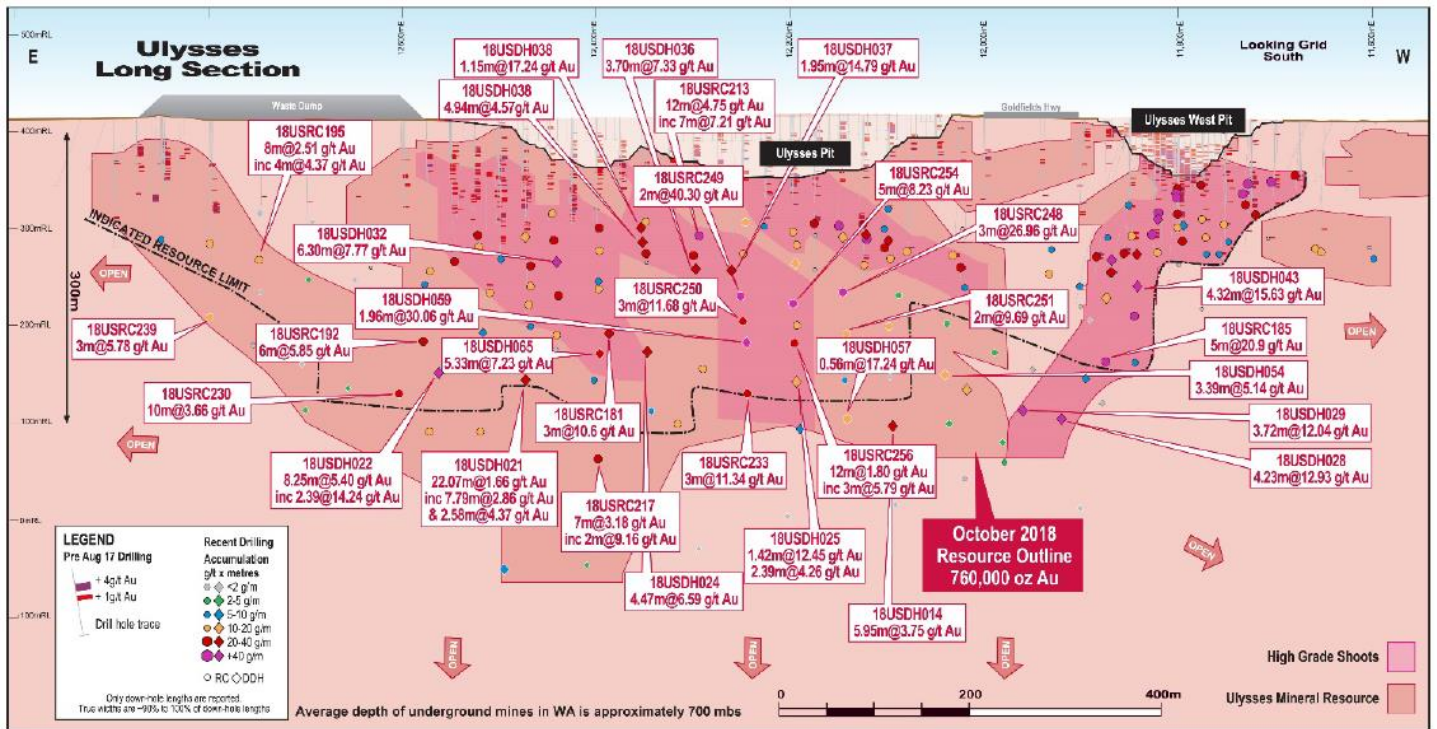 Ulysses
Long Section
E
W
Looking Grid
South
500mRL
400mRL
300mRL
200mRL
100mRL
0mRL
-100mRL
12,200mE
11,800mE
11,600mE
300m
Waste Dump
Goldfields Hwy
Ulysses Pit
Ulysses West Pit
INDICATED RESOURCE LIMIT
18USDH038
1.15m@17.24 g/t Au
18USDH038
4.94m@4.57g/t Au
18USDH036
3.70m@7.33 g/t Au
18USRC213
12m@4.75 g/t Au
inc 7m@7.21 g/t Au
18USDH037
1.95m@14.79 g/t Au
18USRC195
8m@2.51 g/t Au
inc 4m@4.37 g/t Au
18USRC249
2m@40.30 g/t Au
18USRC254
5m@8.23 g/t Au
18USRC248
3m@26.96 g/t Au
18USDH032
6.30m@7.77 g/t Au
18USRC250
3m@11.68 g/t Au
18USDH043
4.32m@15.63 g/t Au
18USDH059
1.96m@30.06 g/t Au
18USRC251
2m@9.69 g/t Au
18USRC239
3m@5.78 g/t Au
18USRC192
6m@5.85 g/t Au
18USDH065
5.33m@7.23 g/t Au
18USDH057
0.56m@17.24 g/t Au
18USRC185
5m@20.9 g/t Au
18USDH054
3.39m@5.14 g/t Au
18USRC230
10m@3.66 g/t Au
18USRC181
3m@10.6 g/t Au
18USDH029
3.72m@12.04 g/t Au
18USDH022
8.25m@5.40 g/t Au
inc 2.39@14.24 g/t Au
18USDH021
22.07m@1.66 g/t Au
inc 7.79m@2.86 g/t Au
& 2.58m@4.37 g/t Au
18USRC233
3m@11.34 g/t Au
18USRC256
12m@1.80 g/t Au
inc 3m@5.79 g/t Au
18USDH028
4.23m@12.93 g/t Au
18USRC217
7m@3.18 g/t Au
inc 2m@9.16 g/t Au
18USDH025
1.42m@12.45 g/t Au
2.39m@4.26 g/t Au
18USDH024
4.47m@6.59 g/t Au
18USDH014
5.95m@3.75 g/t Au
October 2018
Resource Outline
760,000 oz Au
OPEN
OPEN
OPEN
OPEN
OPEN
OPEN
OPEN
LEGEND
Pre Aug 17 Drilling
+ 4g/t Au
+ 1g/t Au
Drill hole trace
Recent Drilling
Accumulation
g/t x metres
<2 g/m
2-5 g/m
5-10 g/m
10-20 g/m
20-40 g/m
+40 g/m
RC DDH
Only down-hole lengths are reported.
True widths are ~90% to 100% of down-hole lengths
Average depth of underground mines in WA is approximately 700 mbs
0 200 400m
High Grade Shoots
Ulysses Mineral Resource